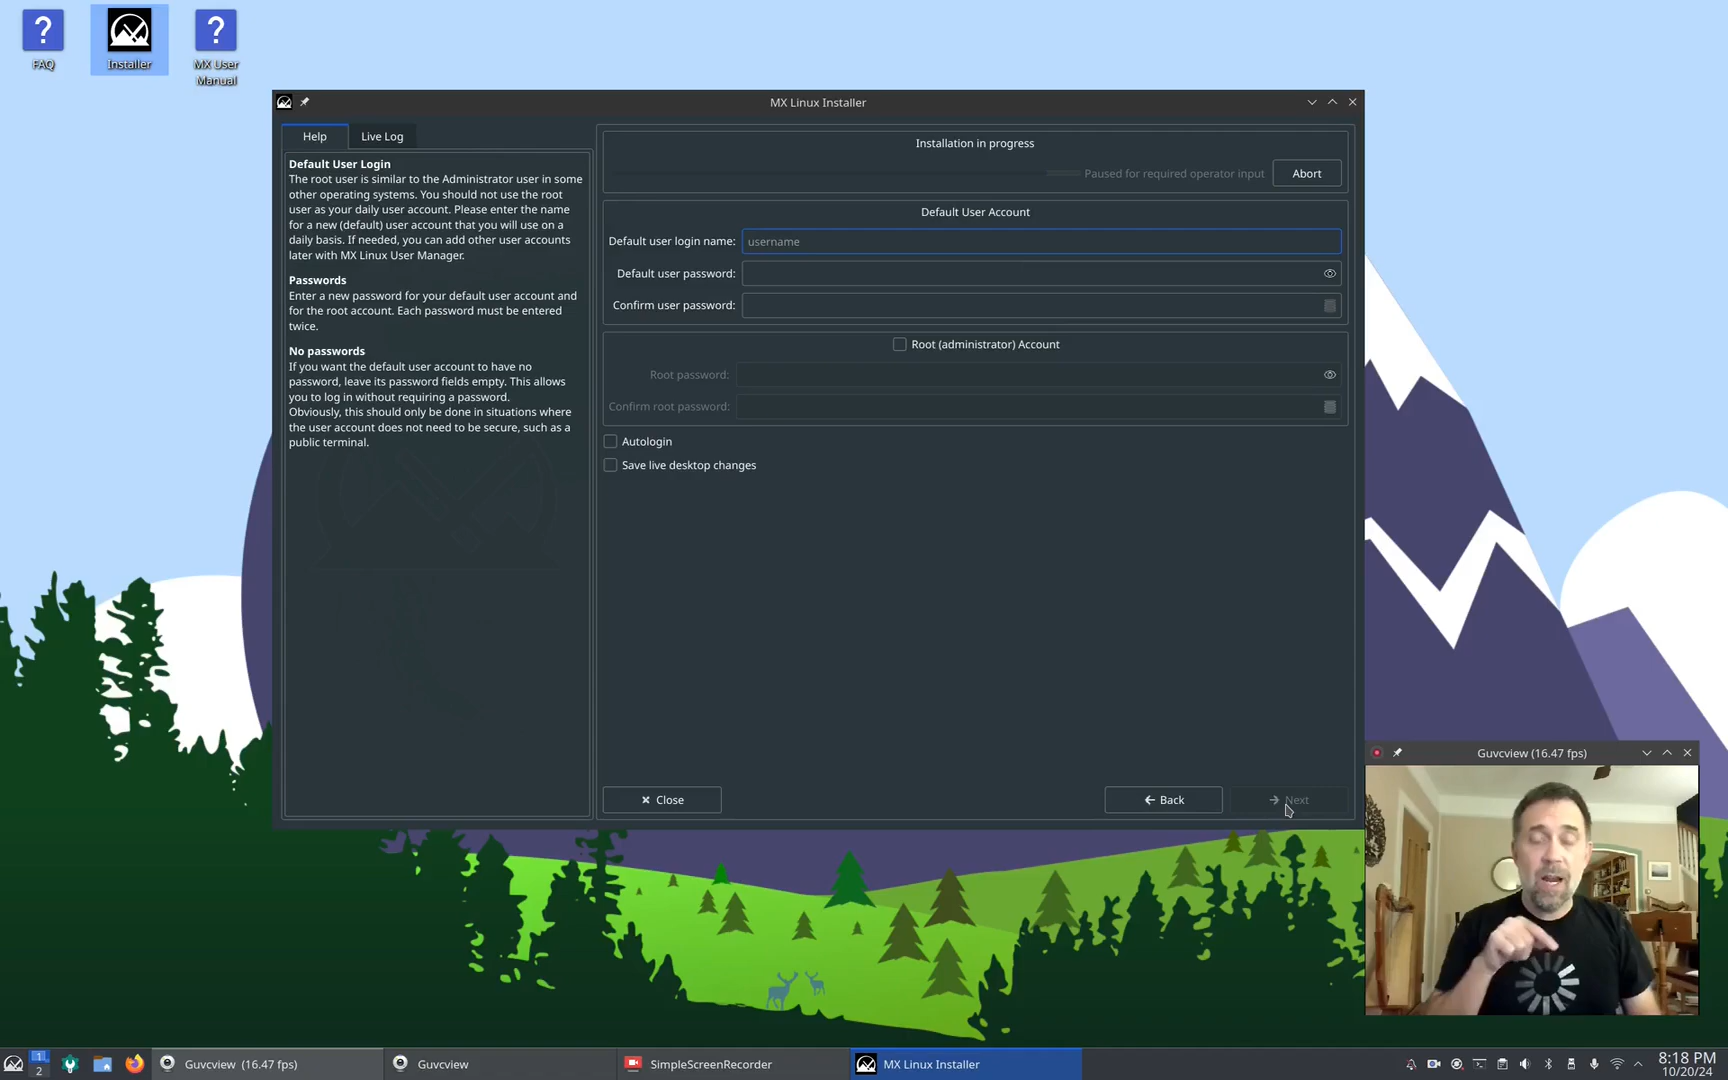 FAQ
Installer
MX User
Manual
MX Linux Installer
Help
Live Log
Default User Login
The root user is similar to the Administrator user in some
other operating systems. You should not use the root
user as your daily user account. Please enter the name
for a new (default) user account that you will use on a
daily basis. If needed, you can add other user accounts
later with MX Linux User Manager.
Passwords
Enter a new password for your default user account and
for the root account. Each password must be entered
twice.
No passwords
If you want the default user account to have no
password, leave its password fields empty. This allows
you to log in without requiring a password.
Obviously, this should only be done in situations where
the user account does not need to be secure, such as a
public terminal.
Installation in progress
Paused for required operator input
Abort
Default User Account
Default user login name:
username
Default user password:
Confirm user password:
Root (administrator) Account
Root password:
Confirm root password:
Autologin
Save live desktop changes
Close
Back
Next
Guvcview (16.47 fps)
1
2
Guvcview (16.47 fps)
Guvcview
SimpleScreenRecorder
MX Linux Installer
8:18 PM
10/20/24